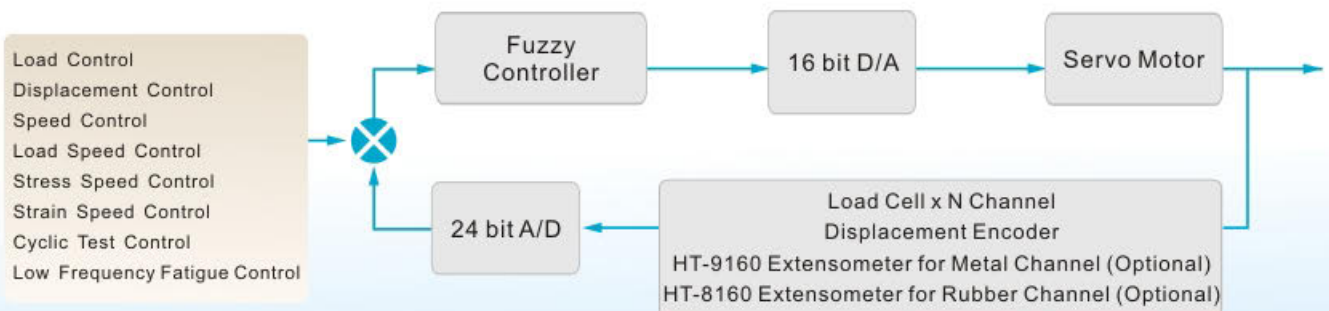 Load Control
Displacement Control
Speed Control
Load Speed Control
Stress Speed Control
Strain Speed Control
Cyclic Test Control
Low Frequency Fatigue Control
Fuzzy
Controller
16 bit D/A
Servo Motor
24 bit A/D
Load Cell x N Channel
Displacement Encoder
HT-9160 Extensometer for Metal Channel (Optional)
HT-8160 Extensometer for Rubber Channel (Optional)